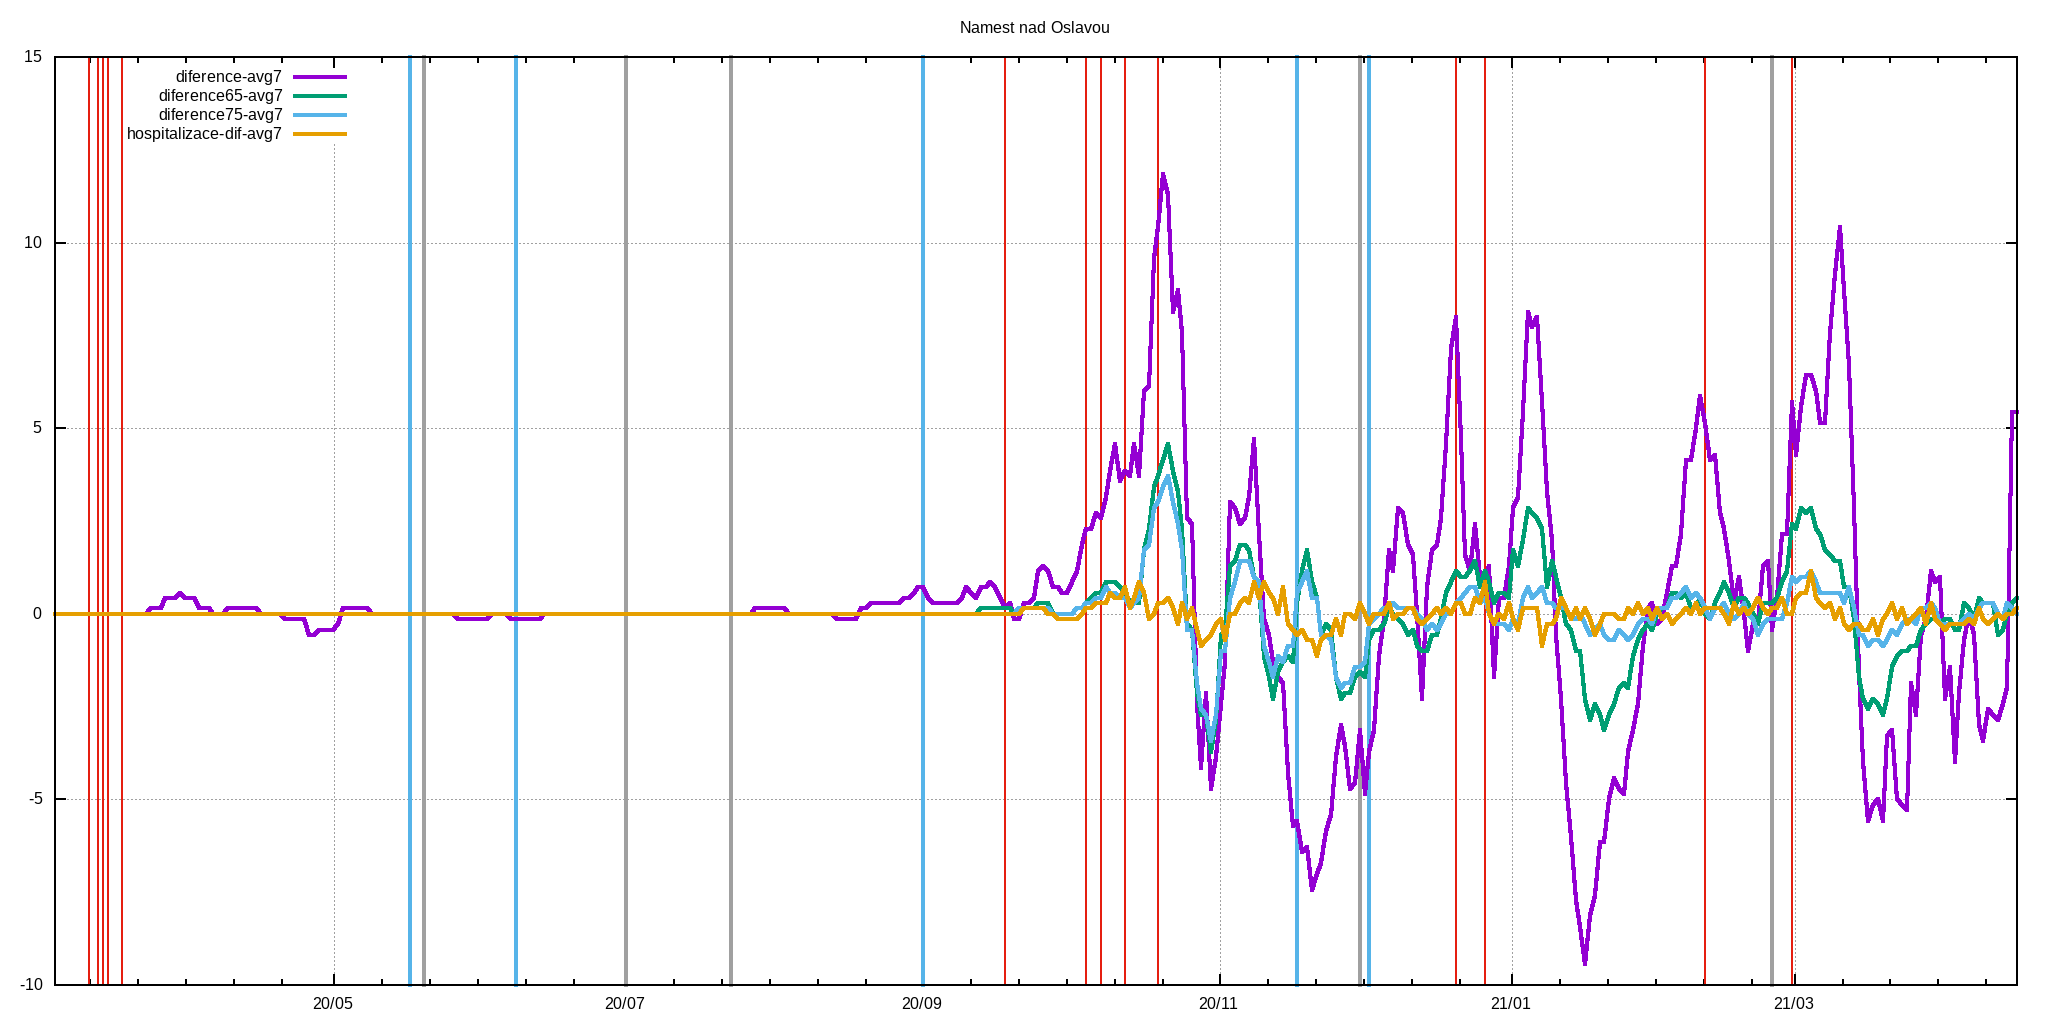 Namest nad Oslavou
15
10
5
0
-5
-10
diference-avg7
diference65-avg7
diference75-avg7
hospitalizace-dif-avg7
20/05
20/07
20/09
20/11
21/01
21/03